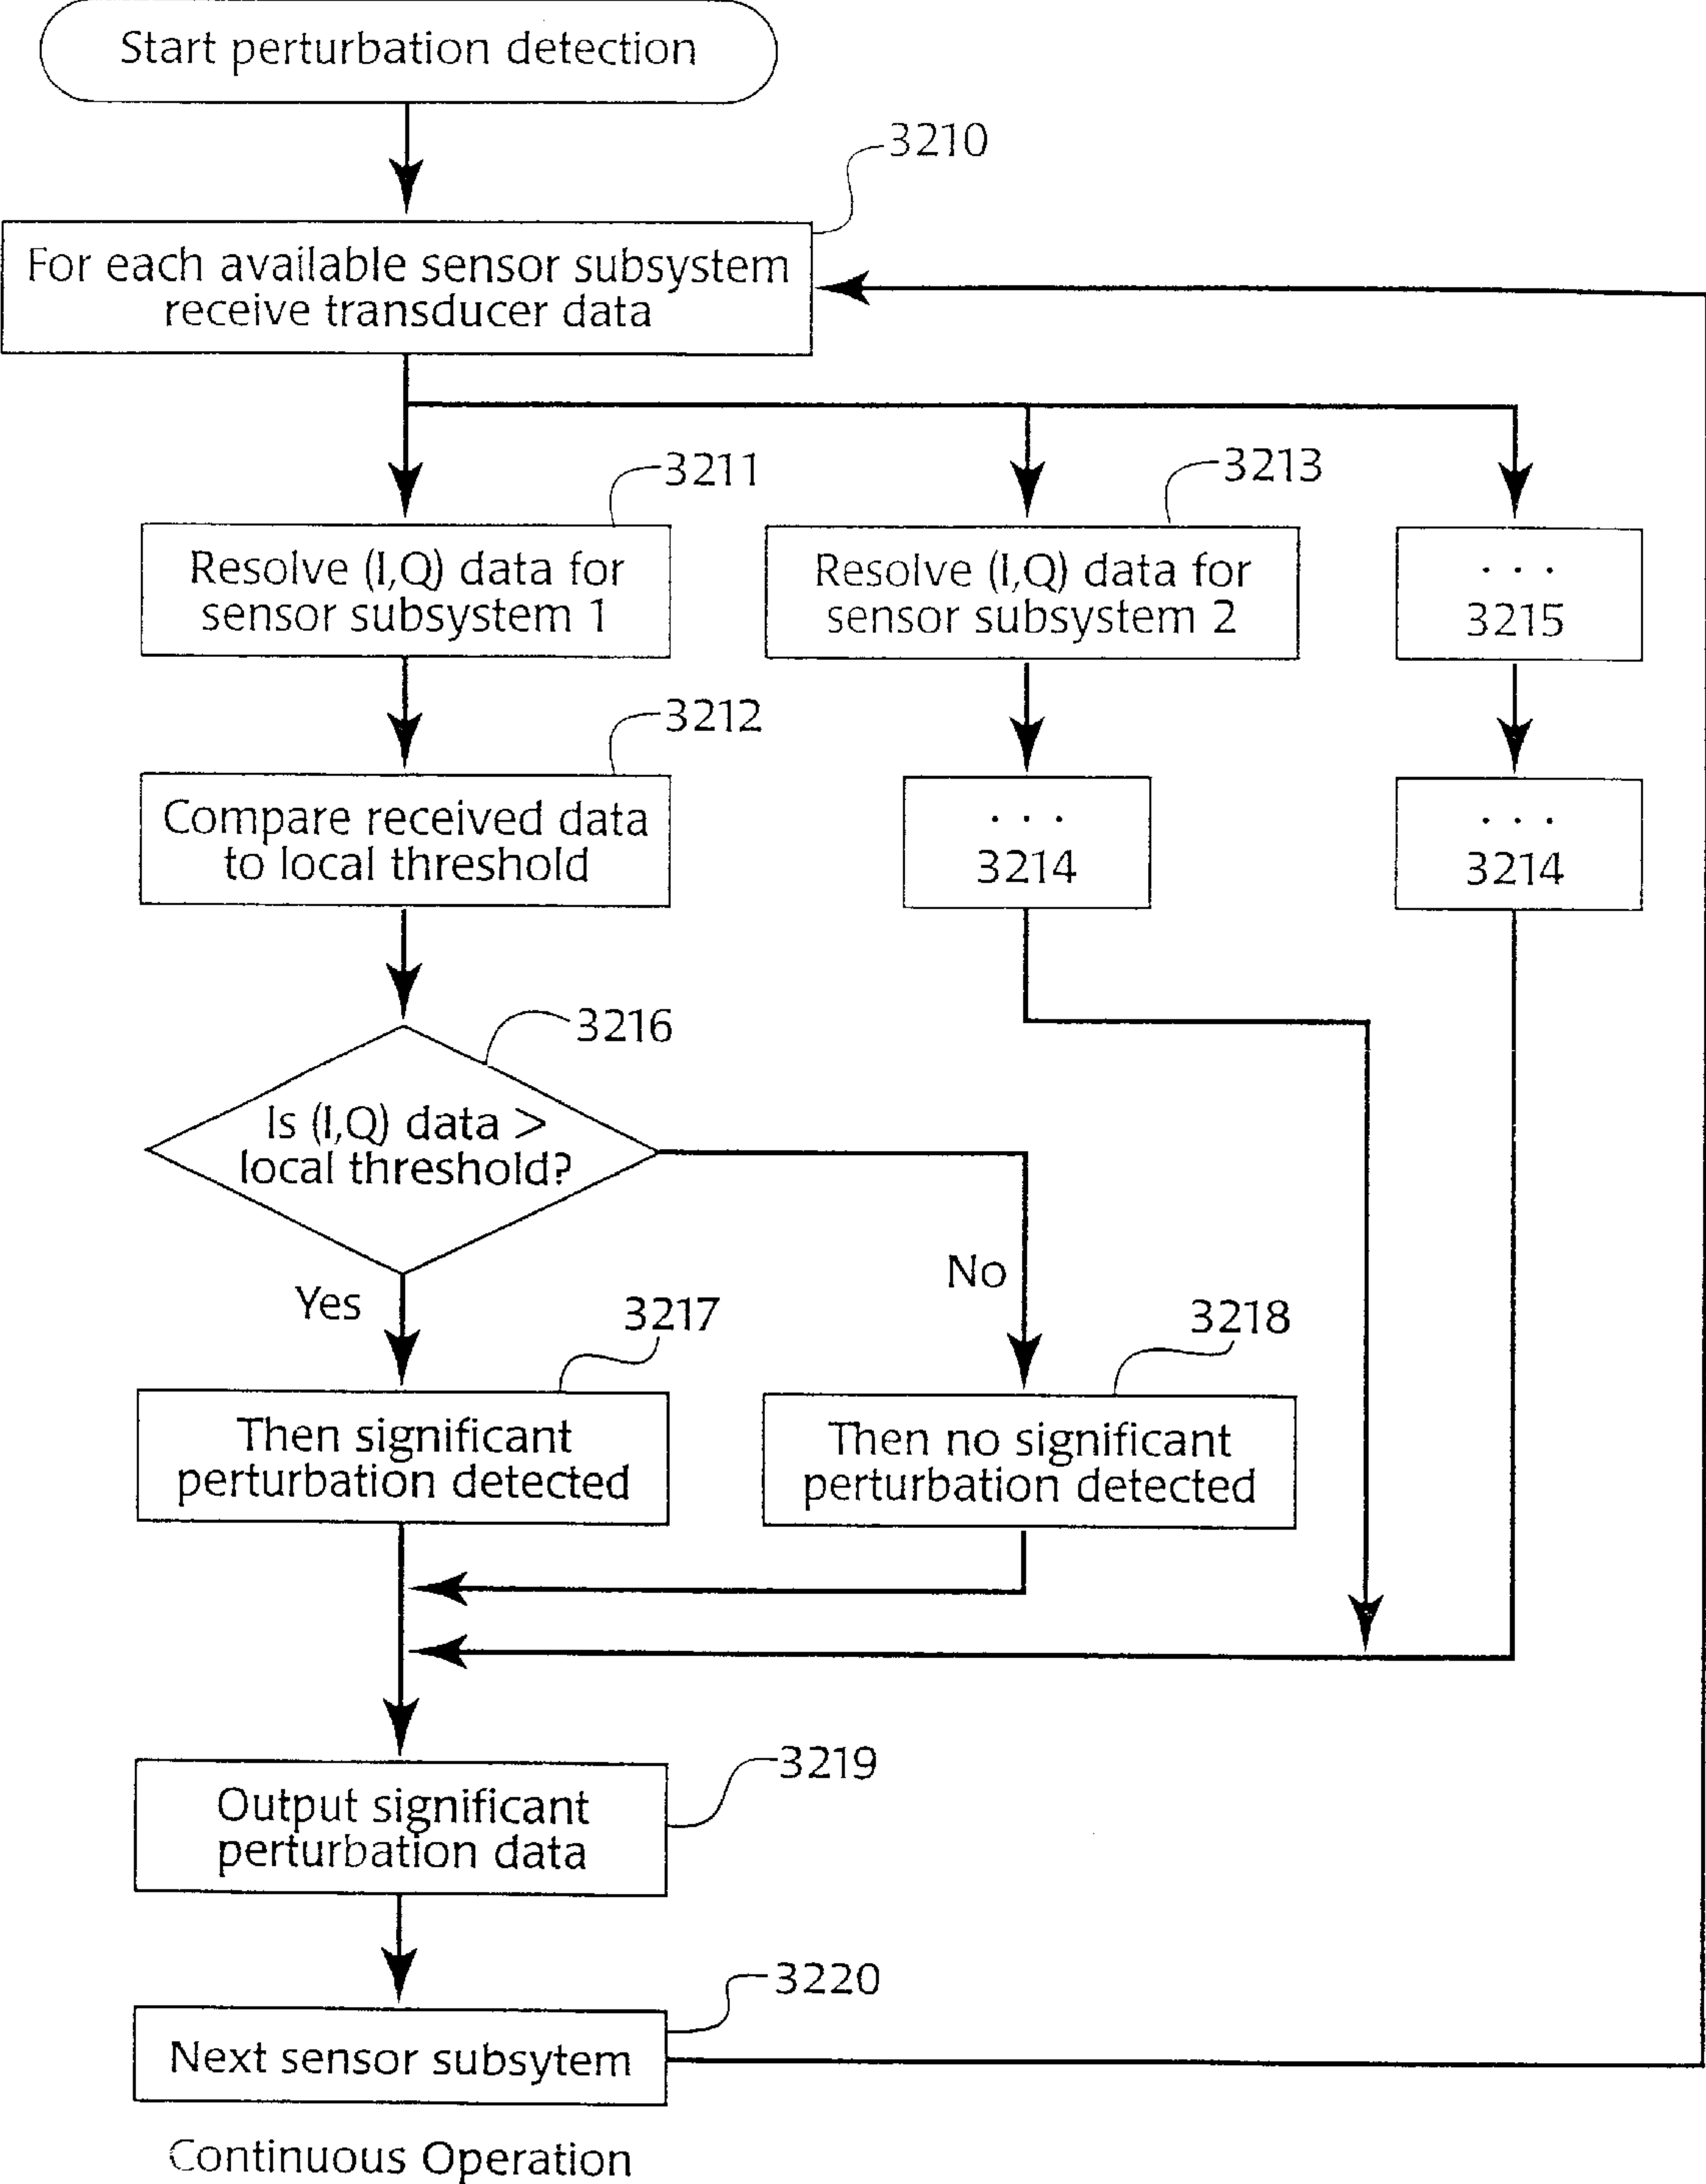 Start perturbation detection
3210
For each available sensor subsystem
receive transducer data
3211
3213
Resolve (I,Q) data for
sensor subsystem 1
Resolve (I,Q) data for
sensor subsystem 2
. . .
3215
3212
Compare received data
to local threshold
. . .
3214
. . .
3214
3216
Is (I,Q) data >
local threshold?
Yes
No
3217
3218
Then significant
perturbation detected
Then no significant
perturbation detected
3219
Output significant
perturbation data
3220
Next sensor subsytem
Continuous Operation